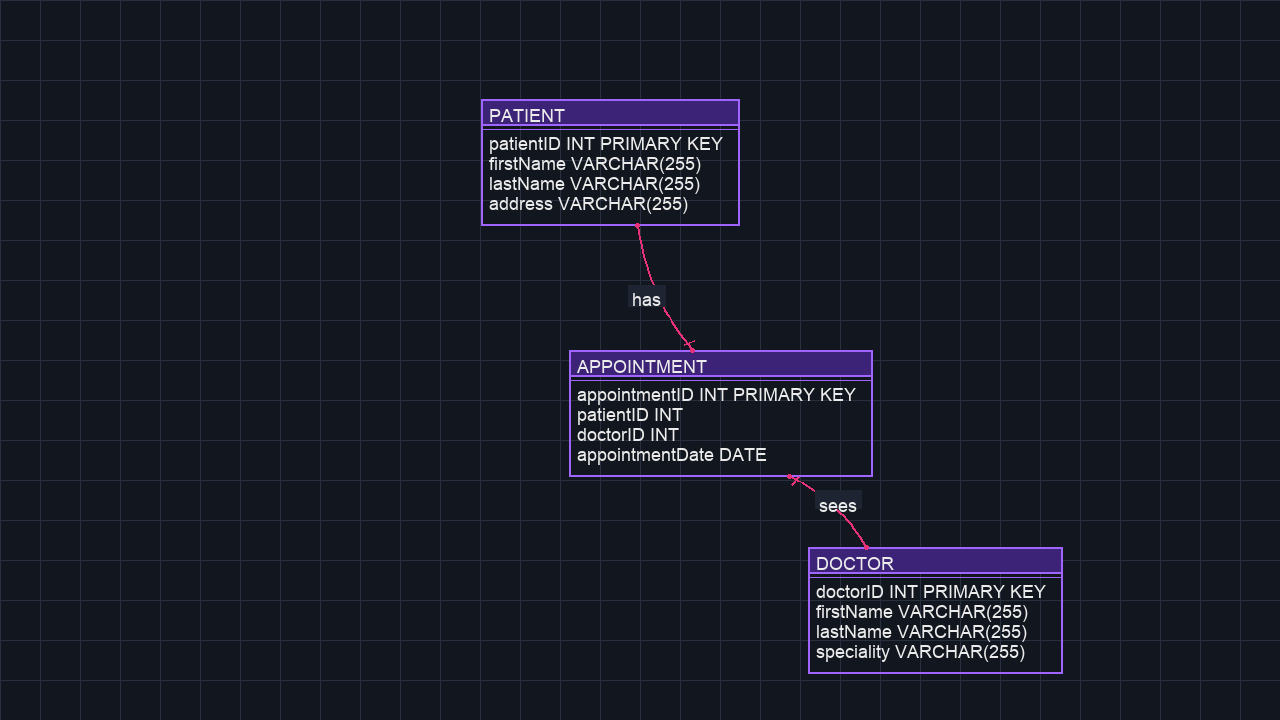 PATIENT
patientID INT PRIMARY KEY
firstName VARCHAR(255)
lastName VARCHAR(255)
address VARCHAR(255)
has
APPOINTMENT
appointmentID INT PRIMARY KEY
patientID INT
doctorID INT
appointmentDate DATE
sees
DOCTOR
doctorID INT PRIMARY KEY
firstName VARCHAR(255)
lastName VARCHAR(255)
speciality VARCHAR(255)